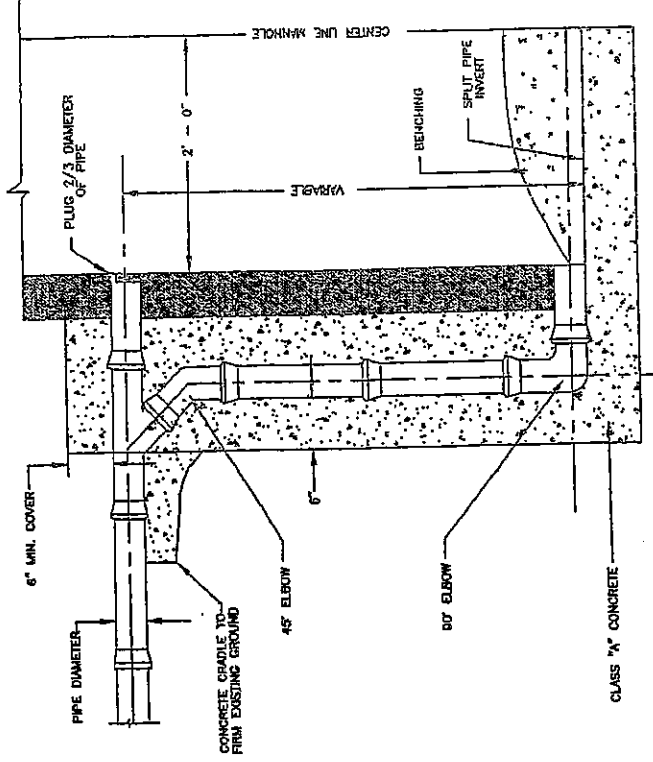 CENTER LINE MANHOLE
PLUG 2/3 DIAMETER
OF PIPE
2' - 0"
BENCHING
SPLIT PIPE
INVERT
VARIABLE
6" MIN. COVER
PIPE DIAMETER
6"
CONCRETE CRADLE TO
FIRM EXISTING GROUND
45° ELBOW
90° ELBOW
CLASS "A" CONCRETE